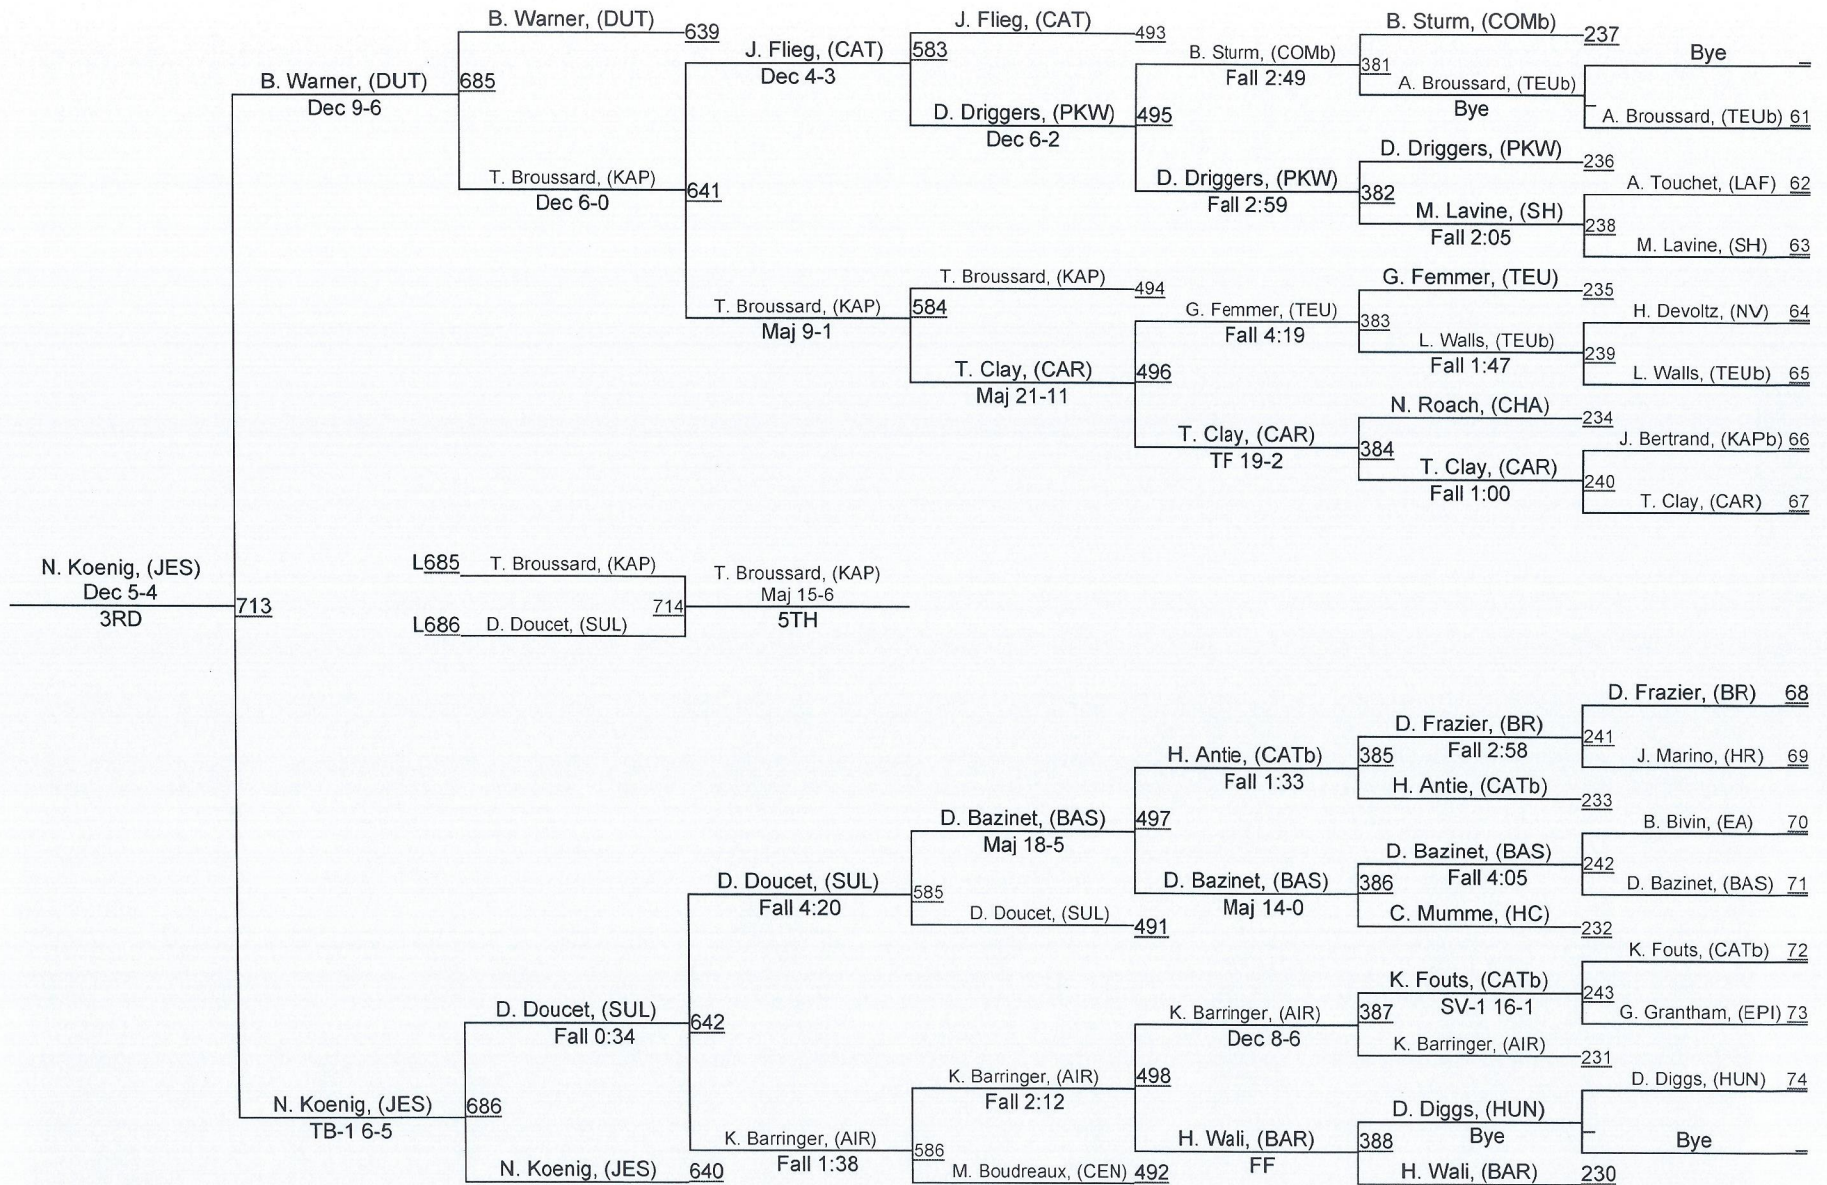 B. Warner, (DUT)
639
J. Flieg, (CAT)
493
B. Sturm, (COMb)
237
Bye
J. Flieg, (CAT)
Dec 4-3
583
B. Sturm, (COMb)
Fall 2:49
381
A. Broussard, (TEUb)
Bye
B. Warner, (DUT)
Dec 9-6
685
D. Driggers, (PKW)
Dec 6-2
495
A. Broussard, (TEUb) 61
D. Driggers, (PKW)
236
T. Broussard, (KAP)
Dec 6-0
641
D. Driggers, (PKW)
Fall 2:59
382
A. Touchet, (LAF) 62
M. Lavine, (SH)
Fall 2:05
238
M. Lavine, (SH) 63
T. Broussard, (KAP)
494
G. Femmer, (TEU)
235
T. Broussard, (KAP)
Maj 9-1
584
G. Femmer, (TEU)
Fall 4:19
383
H. Devoltz, (NV) 64
L. Walls, (TEUb)
Fall 1:47
239
T. Clay, (CAR)
Maj 21-11
496
L. Walls, (TEUb) 65
N. Roach, (CHA)
234
T. Clay, (CAR)
TF 19-2
384
J. Bertrand, (KAPb) 66
T. Clay, (CAR)
Fall 1:00
240
T. Clay, (CAR) 67
N. Koenig, (JES)
Dec 5-4
3RD
713
L685
T. Broussard, (KAP)
L686
D. Doucet, (SUL)
714
T. Broussard, (KAP)
Maj 15-6
5TH
D. Frazier, (BR) 68
D. Frazier, (BR)
Fall 2:58
241
J. Marino, (HR) 69
H. Antie, (CATb)
Fall 1:33
385
H. Antie, (CATb)
233
D. Bazinet, (BAS)
Maj 18-5
497
B. Bivin, (EA) 70
D. Bazinet, (BAS)
Fall 4:05
242
D. Doucet, (SUL)
Fall 4:20
585
D. Bazinet, (BAS)
Maj 14-0
386
D. Bazinet, (BAS) 71
D. Doucet, (SUL)
491
C. Mumme, (HC)
232
K. Fouts, (CATb) 72
K. Fouts, (CATb)
SV-1 16-1
243
D. Doucet, (SUL)
Fall 0:34
642
K. Barringer, (AIR)
Dec 8-6
387
G. Grantham, (EPI) 73
K. Barringer, (AIR)
231
K. Barringer, (AIR)
Fall 2:12
498
D. Diggs, (HUN) 74
N. Koenig, (JES)
TB-1 6-5
686
D. Diggs, (HUN)
Bye
K. Barringer, (AIR)
Fall 1:38
586
H. Wali, (BAR)
FF
388
Bye
N. Koenig, (JES)
640
M. Boudreaux, (CEN) 492
H. Wali, (BAR)
230